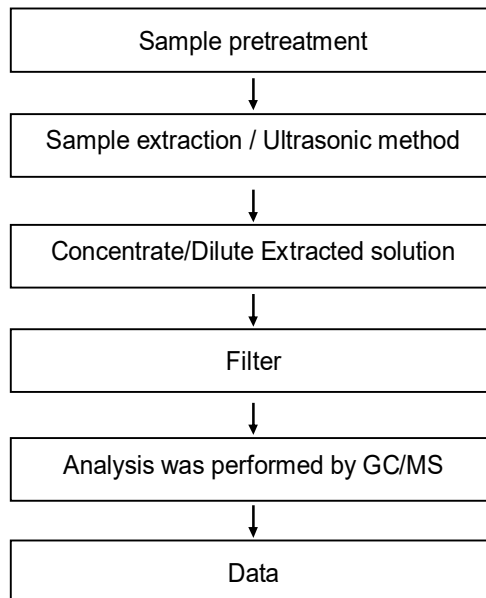 Sample pretreatment
Sample extraction / Ultrasonic method
Concentrate/Dilute Extracted solution
Filter
Analysis was performed by GC/MS
Data